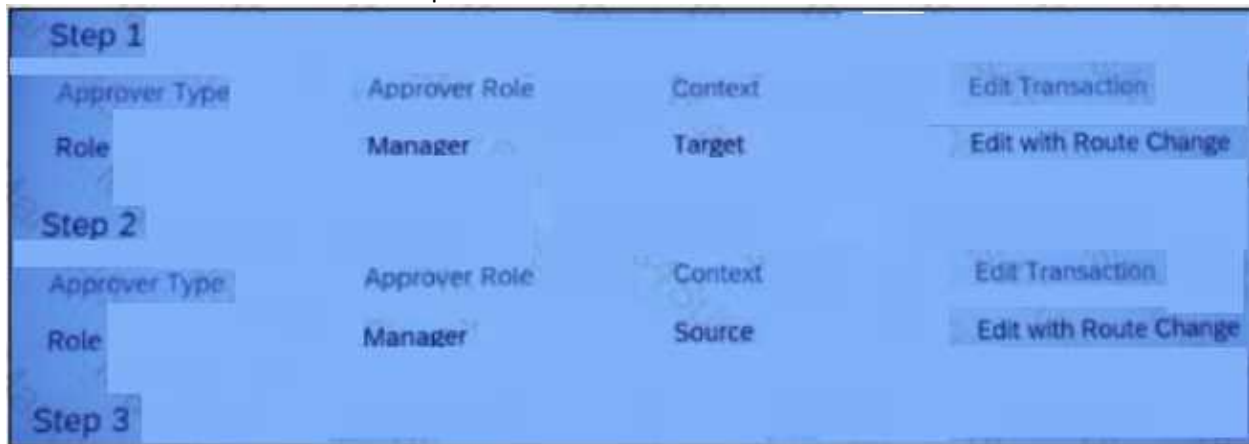 Step 1
Approver Type Approver Role Context Edit Transaction
Role Manager Target Edit with Route Change
Step 2
Approver Type Approver Role Context Edit Transaction
Role Manager Source Edit with Route Change
Step 3